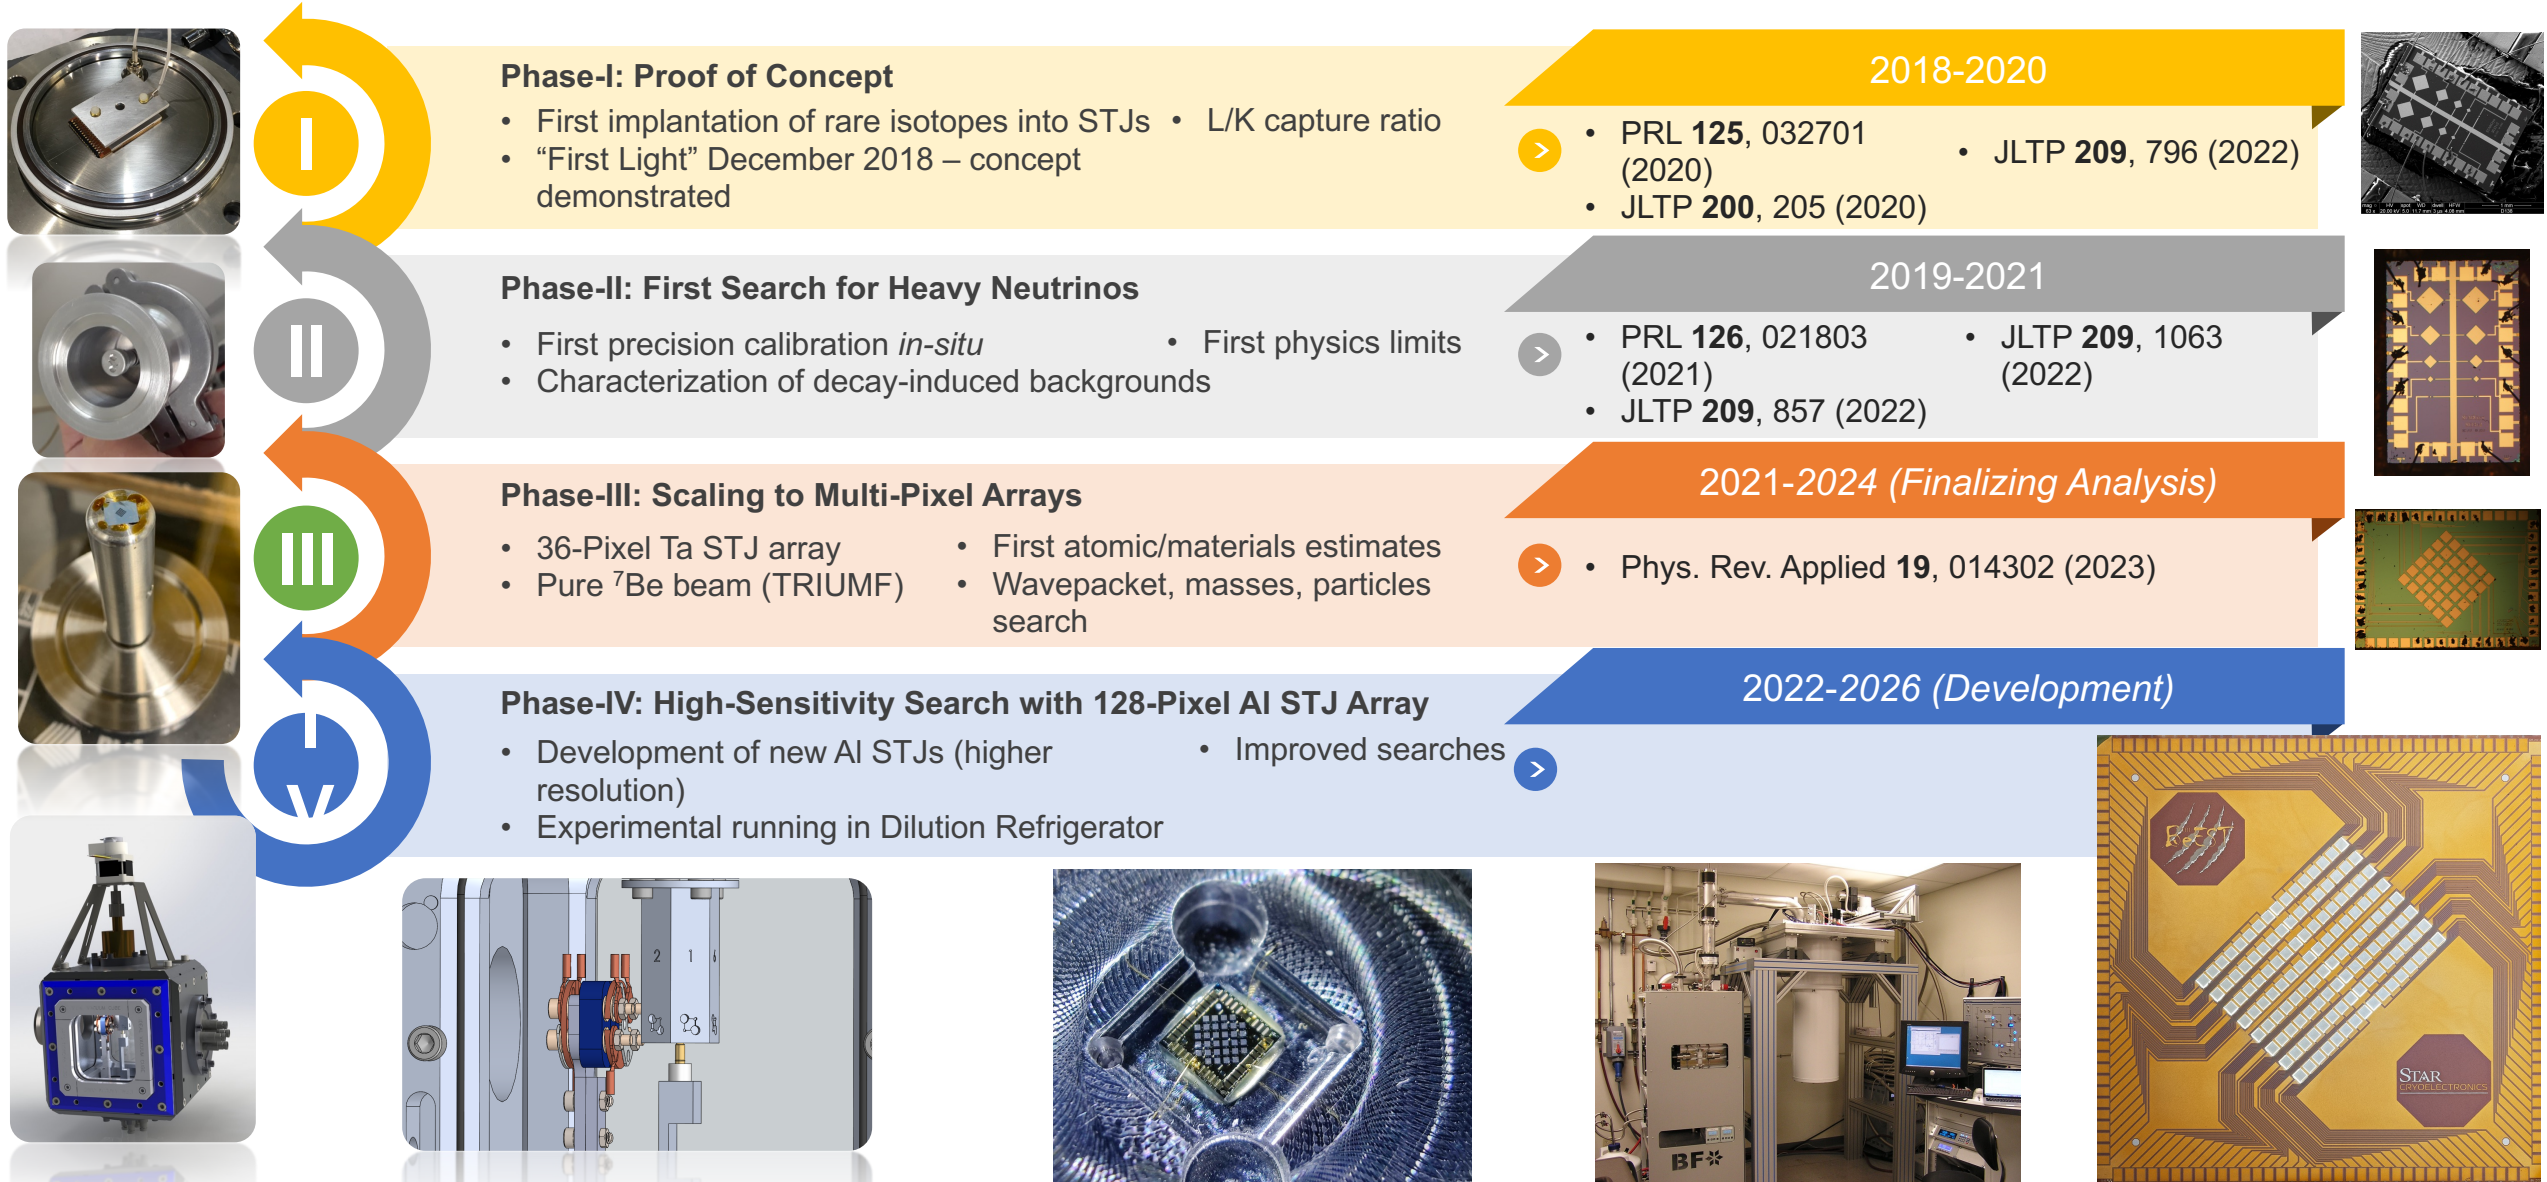 I
Phase-I: Proof of Concept
• First implantation of rare isotopes into STJs
• “First Light” December 2018 – concept
demonstrated
• L/K capture ratio
2018-2020
• PRL 125, 032701
(2020)
• JLTP 200, 205 (2020)
• JLTP 209, 796 (2022)
II
Phase-II: First Search for Heavy Neutrinos
• First precision calibration in-situ
• Characterization of decay-induced backgrounds
• First physics limits
2019-2021
• PRL 126, 021803
(2021)
• JLTP 209, 857 (2022)
• JLTP 209, 1063
(2022)
III
Phase-III: Scaling to Multi-Pixel Arrays
• 36-Pixel Ta STJ array
• Pure ⁷Be beam (TRIUMF)
• First atomic/materials estimates
• Wavepacket, masses, particles
search
2021-2024 (Finalizing Analysis)
• Phys. Rev. Applied 19, 014302 (2023)
I
V
Phase-IV: High-Sensitivity Search with 128-Pixel Al STJ Array
• Development of new Al STJs (higher
resolution)
• Experimental running in Dilution Refrigerator
• Improved searches
2022-2026 (Development)
2 1 6
BF
BeEST
STAR
CRYOELECTRONICS